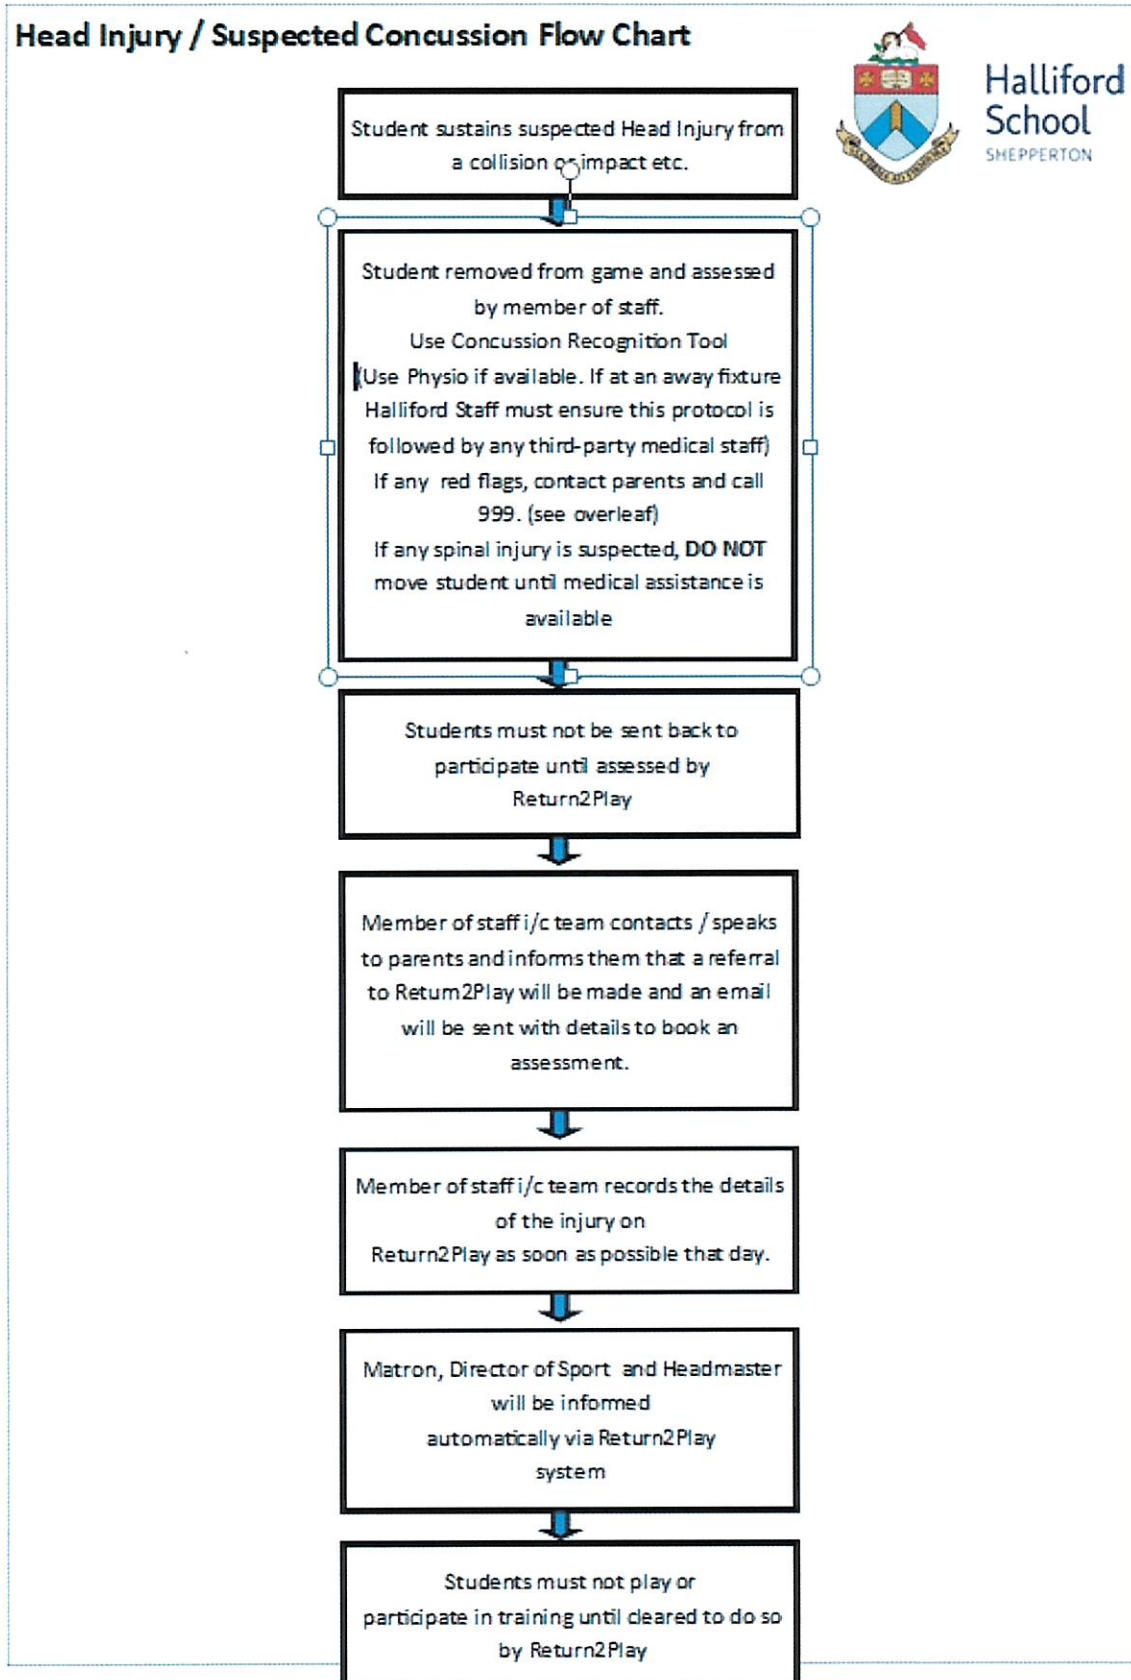 Head Injury / Suspected Concussion Flow Chart
Halliford
School
SHEPPERTON
Student sustains suspected Head Injury from
a collision or impact etc.
Student removed from game and assessed
by member of staff.
Use Concussion Recognition Tool
(Use Physio if available. If at an away fixture
Halliford Staff must ensure this protocol is
followed by any third-party medical staff)
If any red flags, contact parents and call
999. (see overleaf)
If any spinal injury is suspected, DO NOT
move student until medical assistance is
available
Students must not be sent back to
participate until assessed by
Return2Play
Member of staff i/c team contacts / speaks
to parents and informs them that a referral
to Return2Play will be made and an email
will be sent with details to book an
assessment.
Member of staff i/c team records the details
of the injury on
Return2Play as soon as possible that day.
Matron, Director of Sport and Headmaster
will be informed
automatically via Return2Play
system
Students must not play or
participate in training until cleared to do so
by Return2Play